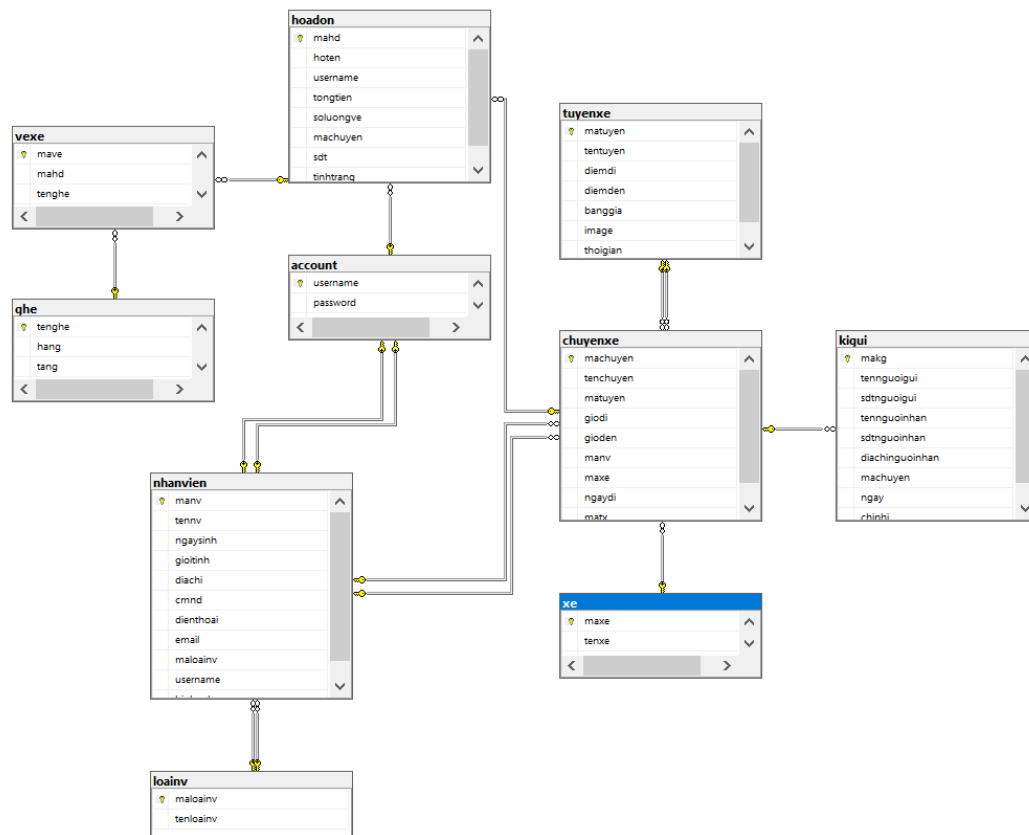 hoadon
mahd
hoten
username
tongtien
soluongve
machuyen
sdt
tinhtrang
vexe
mave
mahd
tenghe
ghe
tenghe
hang
tang
account
username
password
tuyenxe
matuyen
tentuyen
diemdi
diemden
banggia
image
thoigian
chuyenxe
machuyen
tenchuyen
matuyen
giodi
gioden
manv
maxe
ngaydi
matx
kiqui
makg
tennguoigui
sdtnguoigui
tennguoinhan
sdtnguoinhan
diachinguoinhan
machuyen
ngay
chiphi
nhanvien
manv
tennv
ngaysinh
gioitinh
diachi
cmnd
dienthoai
email
maloainv
username
xe
maxe
tenxe
loainv
maloainv
tenloainv